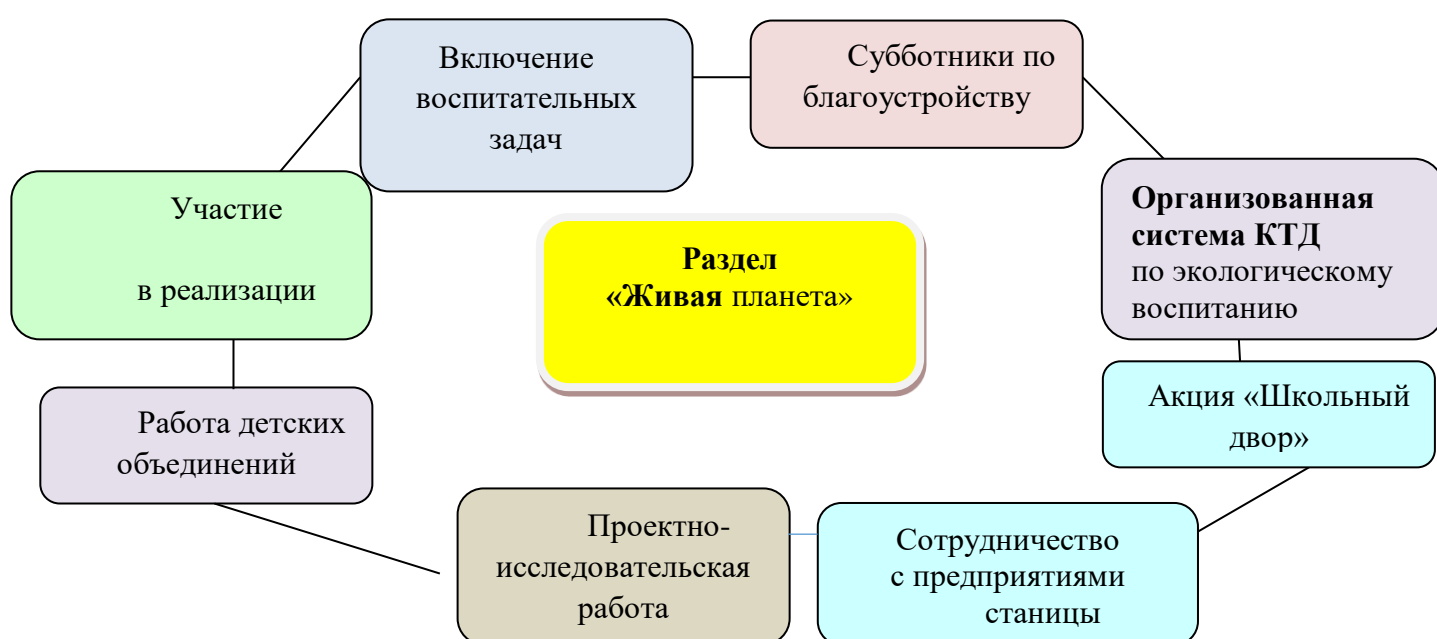 Включение
воспитательных
задач
Субботники по
благоустройству
Участие
в реализации
Раздел
«Живая планета»
Организованная
система КТД
по экологическому
воспитанию
Работа детских
объединений
Акция «Школьный
двор»
Проектно-
исследовательская
работа
Сотрудничество
с предприятиями
станицы